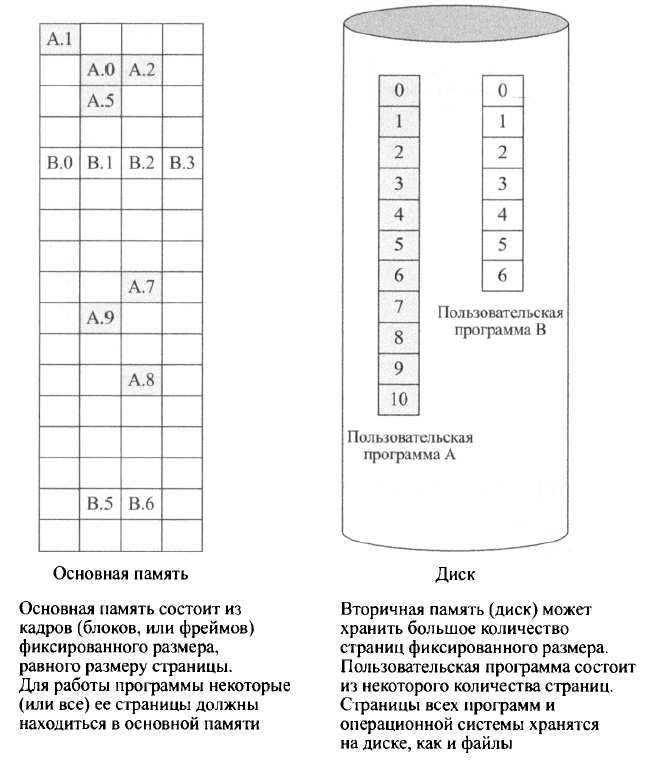 A.1
A.0 A.2
A.5
B.0 B.1 B.2 B.3
A.7
A.9
A.8
B.5 B.6
Основная память
Основная память состоит из
кадров (блоков, или фреймов)
фиксированного размера,
равного размеру страницы.
Для работы программы некоторые
(или все) ее страницы должны
находиться в основной памяти
0
1
2
3
4
5
6
7
8
9
10
Пользовательская
программа A
0
1
2
3
4
5
6
Пользовательская
программа B
Диск
Вторичная память (диск) может
хранить большое количество
страниц фиксированного размера.
Пользовательская программа состоит
из некоторого количества страниц.
Страницы всех программ и
операционной системы хранятся
на диске, как и файлы